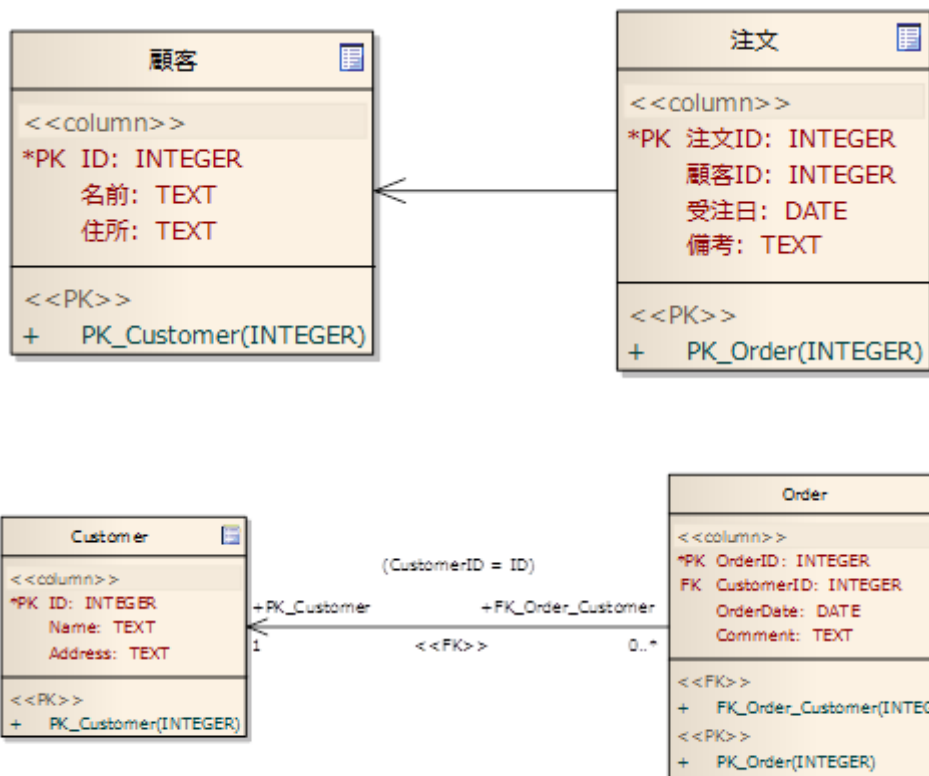 顧客
<<column>>
*PK ID: INTEGER
名前: TEXT
住所: TEXT
<<PK>>
+ PK_Customer(INTEGER)
注文
<<column>>
*PK 注文ID: INTEGER
顧客ID: INTEGER
受注日: DATE
備考: TEXT
<<PK>>
+ PK_Order(INTEGER)
Customer
<<column>>
*PK ID: INTEGER
Name: TEXT
Address: TEXT
<<PK>>
+ PK_Customer(INTEGER)
(CustomerID = ID)
+PK_Customer
+FK_Order_Customer
1
<<FK>>
0..*
Order
<<column>>
*PK OrderID: INTEGER
FK CustomerID: INTEGER
OrderDate: DATE
Comment: TEXT
<<FK>>
+ FK_Order_Customer(INTEG
<<PK>>
+ PK_Order(INTEGER)